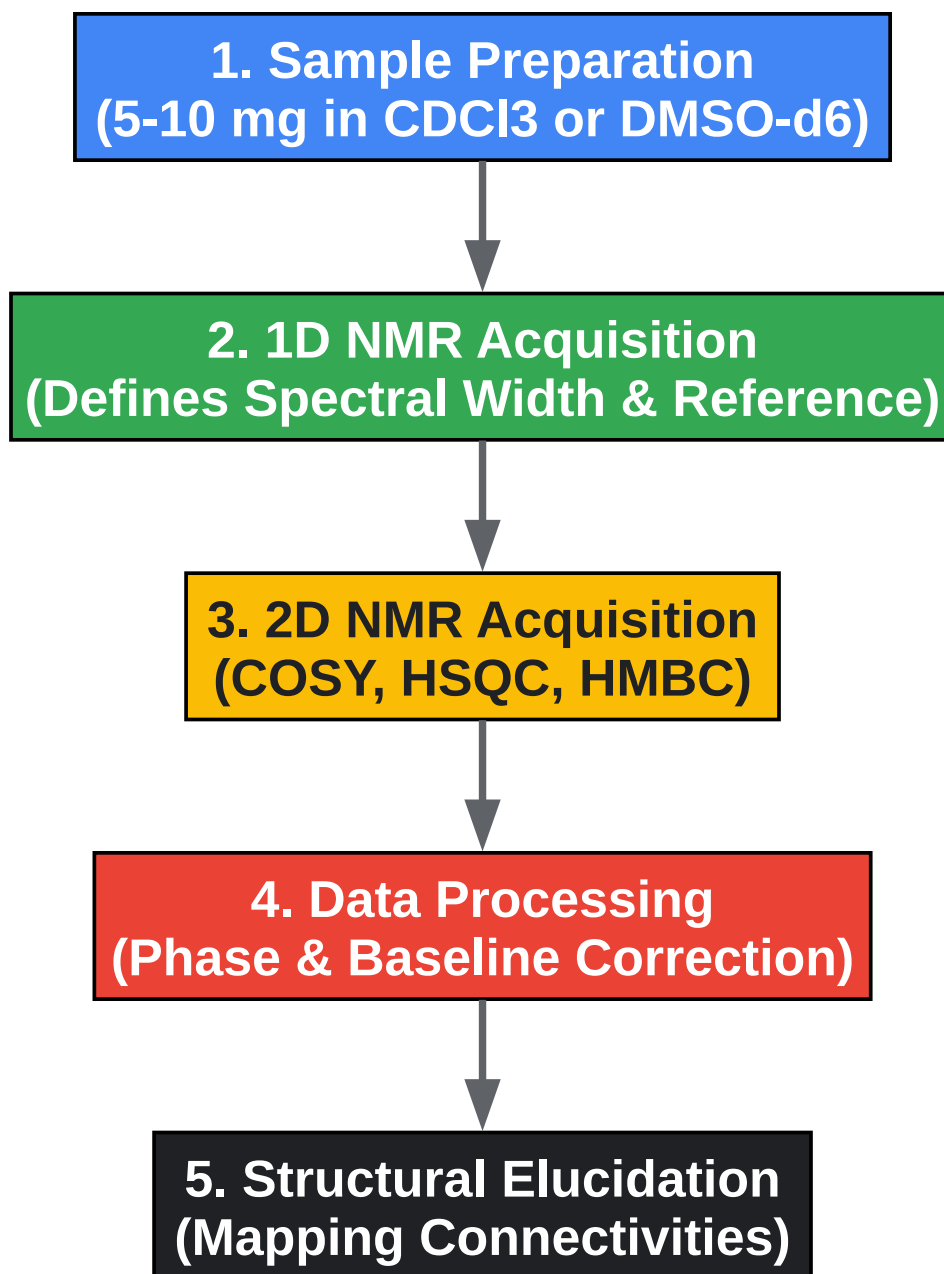 1. Sample Preparation
(5-10 mg in CDCl3 or DMSO-d6)
2. 1D NMR Acquisition
(Defines Spectral Width & Reference)
3. 2D NMR Acquisition
(COSY, HSQC, HMBC)
4. Data Processing
(Phase & Baseline Correction)
5. Structural Elucidation
(Mapping Connectivities)